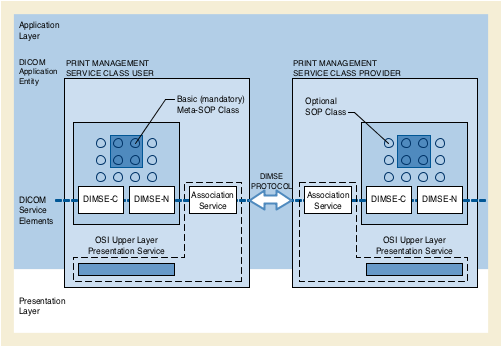 Application
Layer
DICOM
Application
Entity
PRINT MANAGEMENT
SERVICE CLASS USER
PRINT MANAGEMENT
SERVICE CLASS PROVIDER
Basic (mandatory)
Meta-SOP Class
Optional
SOP Class
DIMSE
PROTOCOL
DICOM
Service
Elements
DIMSE-C
DIMSE-N
Association
Service
Association
Service
DIMSE-C
DIMSE-N
OSI Upper Layer
Presentation Service
OSI Upper Layer
Presentation Service
Presentation
Layer